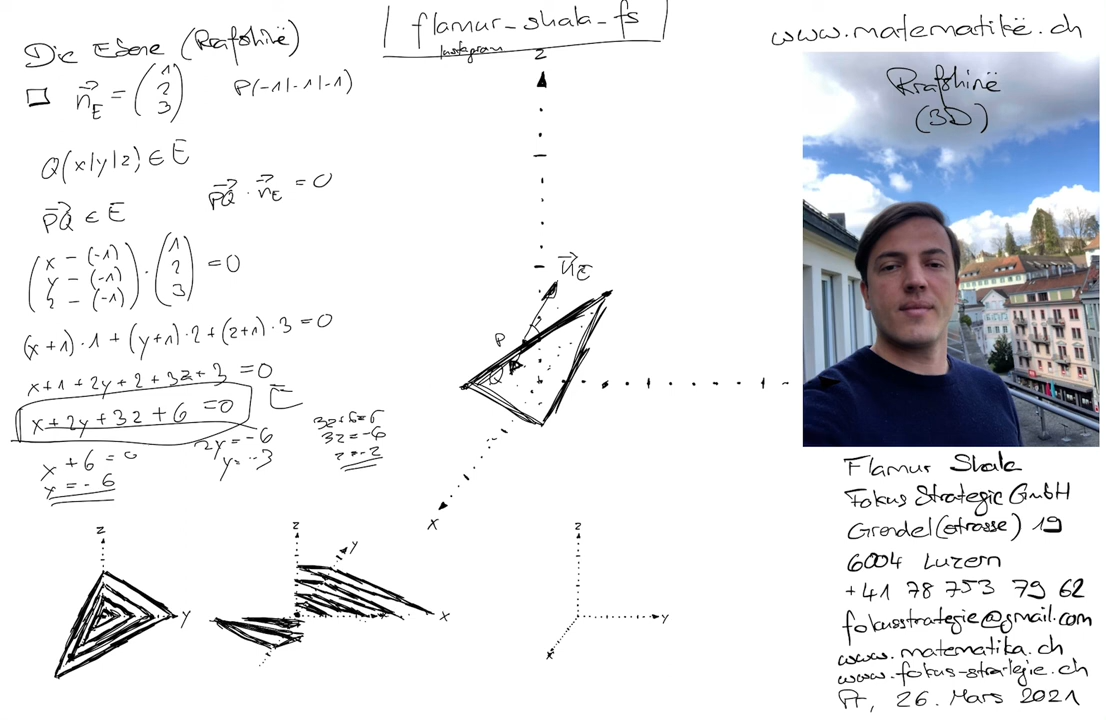 Die Ebene (Rrafshinë)
n_E = (1 2 3) P(-1|-1|-1)
Q(x|y|z) ∈ E
PQ ∈ E
PQ · n_E = 0
(x - (-1) y - (-1) z - (-1)) · (1 2 3) = 0
(x+1)·1 + (y+1)·2 + (z+1)·3 = 0
x+1 + 2y+2 + 3z+3 = 0
x + 2y + 3z + 6 = 0 E
x + 6 = 0
x = -6
2y = -6
y = -3
3z+6=0
3z = -6
z = -2
flamur_shala_fs
Instagram
z
n_E
P
Q
x
z
y
z
y
x
z
y
x
www.matematikë.ch
Rrafshinë
(3D)
Flamur Shala
Fokus Strategie GmbH
Grendel(strasse) 19
6004 Luzern
+41 78 753 79 62
fokusstrategie@gmail.com
www.matematika.ch
www.fokus-strategie.ch
26. Mars 2021